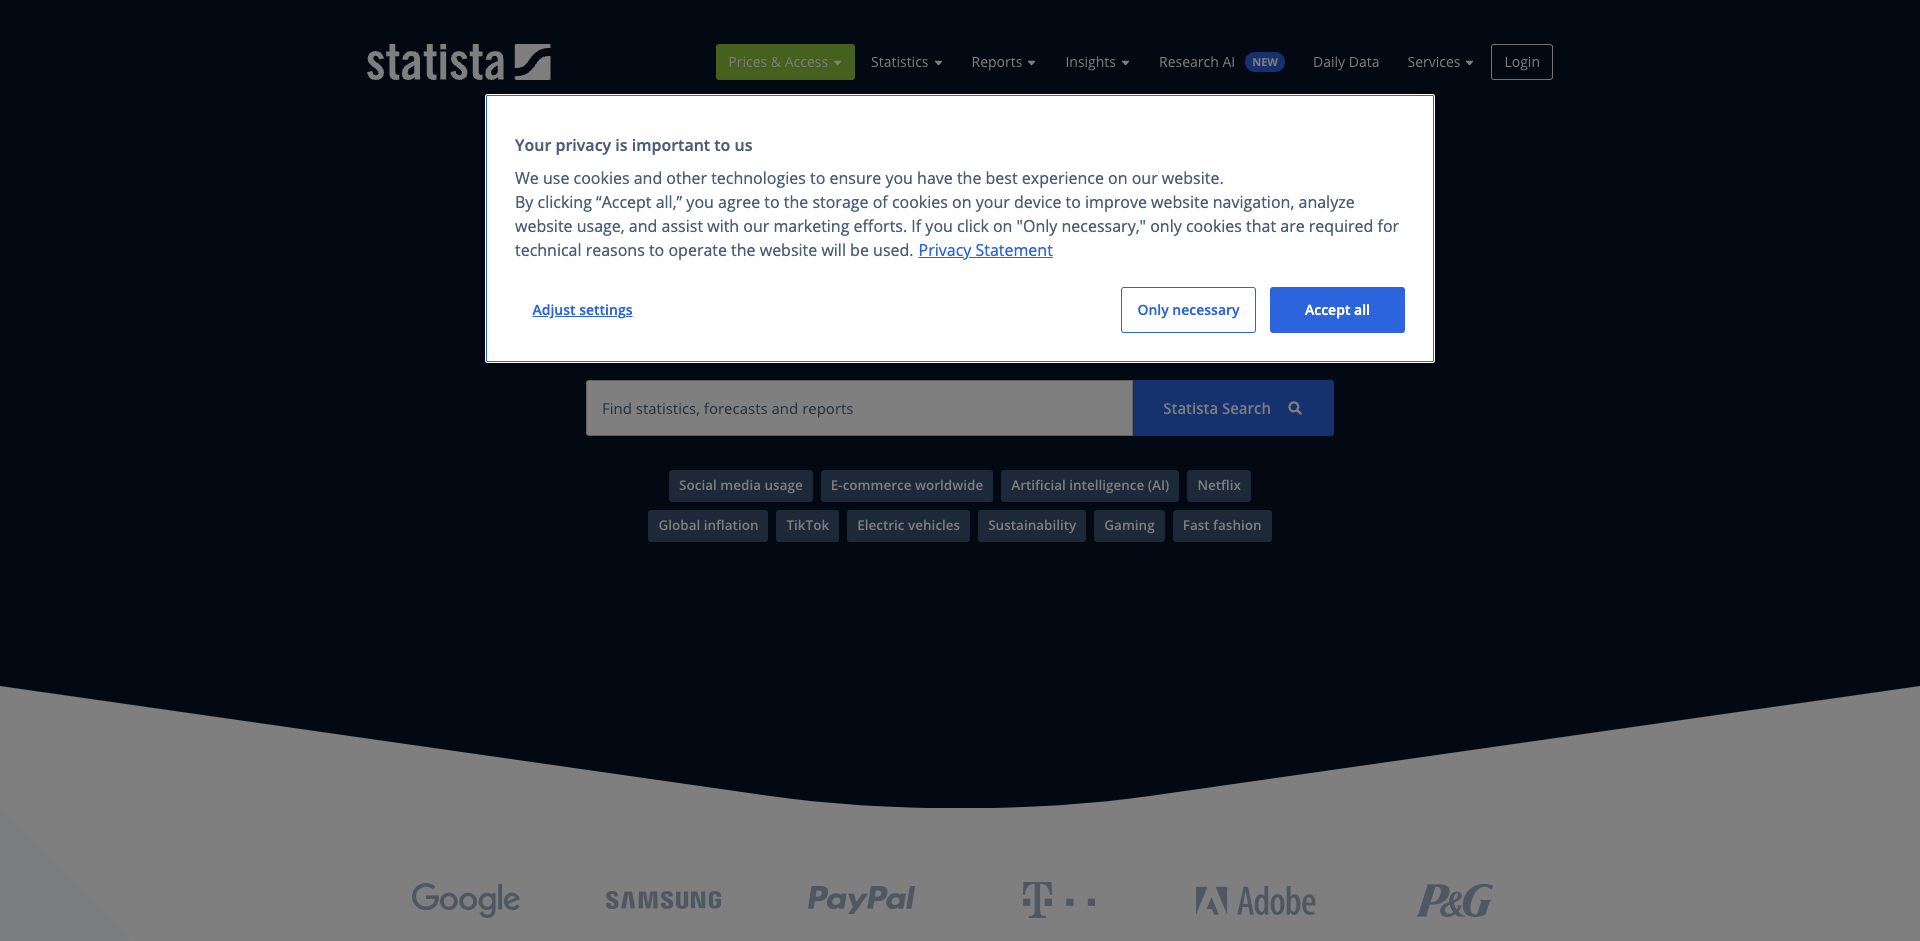 statista
Prices & Access
Statistics
Reports
Insights
Research AI NEW
Daily Data
Services
Login
Your privacy is important to us
We use cookies and other technologies to ensure you have the best experience on our website.
By clicking “Accept all,” you agree to the storage of cookies on your device to improve website navigation, analyze
website usage, and assist with our marketing efforts. If you click on "Only necessary," only cookies that are required for
technical reasons to operate the website will be used. Privacy Statement
Adjust settings
Only necessary
Accept all
Find statistics, forecasts and reports
Statista Search
Social media usage
E-commerce worldwide
Artificial intelligence (AI)
Netflix
Global inflation
TikTok
Electric vehicles
Sustainability
Gaming
Fast fashion
Google
SAMSUNG
PayPal
T
Adobe
P&G